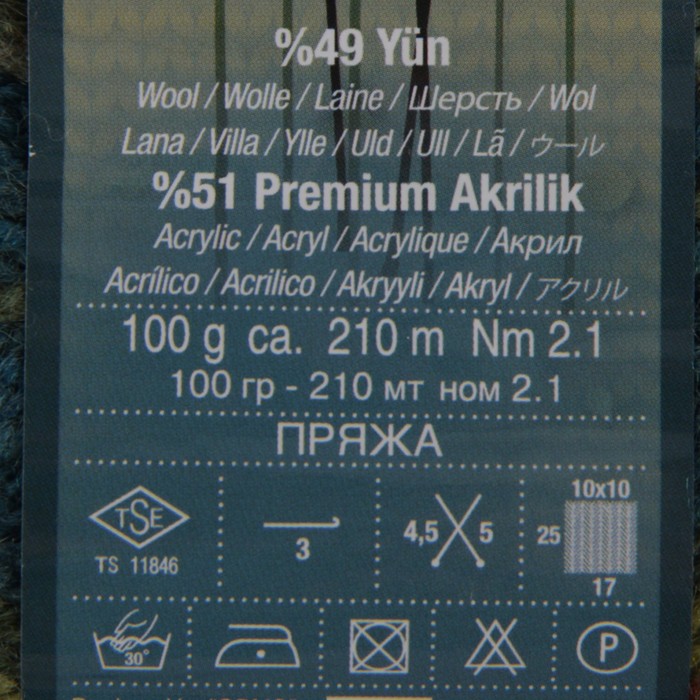 %49 Yün
Wool / Wolle / Laine / Шерсть / Wol
Lana / Villa / Ylle / Uld / Ull / Lã / ウール
%51 Premium Akrilik
Acrylic / Acryl / Acrylique / Акрил
Acrílico / Acrilico / Akryyli / Akryl / アクリル
100 g ca. 210 m Nm 2.1
100 гр - 210 мт ном 2.1
ПРЯЖА
TSE
TS 11846
3
4,5 5
10x10
25
17
30°
P